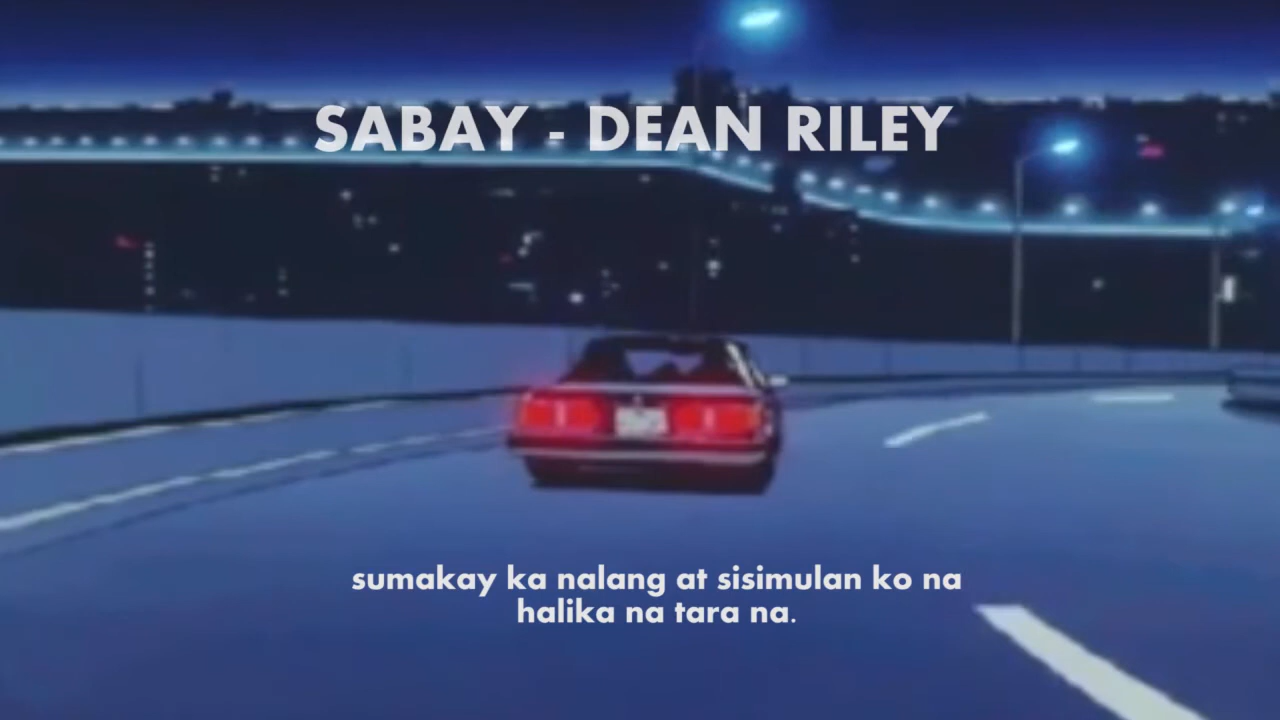 SABAY - DEAN RILEY
sumakay ka nalang at sisimulan ko na
halika na tara na.